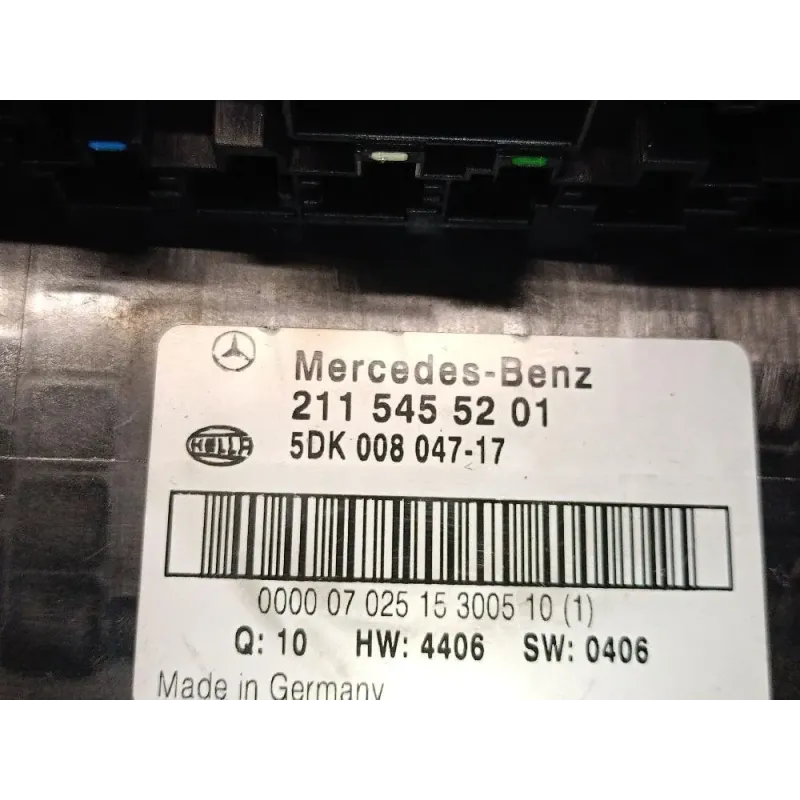 Mercedes-Benz
211 545 52 01
HELLA
5DK 008 047-17
0000 07 025 15 3005 10 (1)
Q: 10 HW: 4406 SW: 0406
Made in Germany